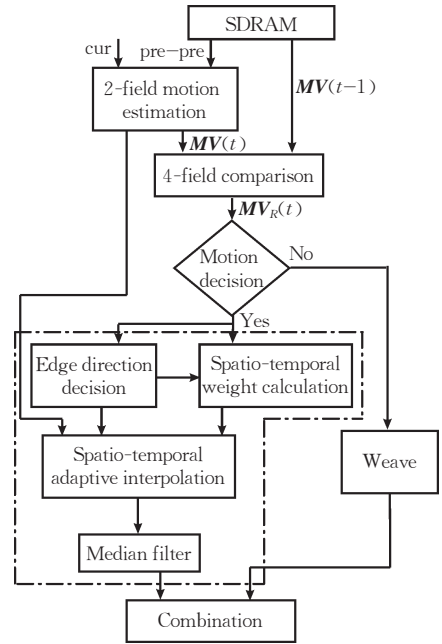 SDRAM
cur
pre-pre
2-field motion
estimation
MV(t-1)
MV(t)
4-field comparison
MV_R(t)
Motion
decision
No
Yes
Edge direction
decision
Spatio-temporal
weight calculation
Spatio-temporal
adaptive interpolation
Weave
Median filter
Combination